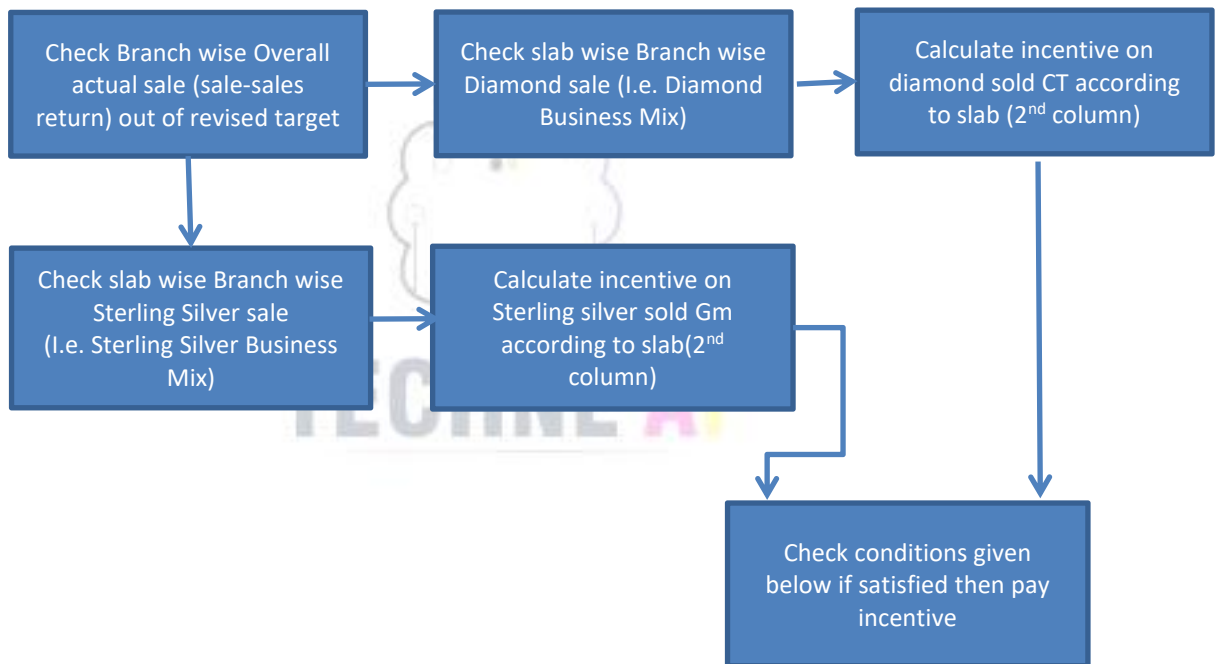 Check Branch wise Overall
actual sale (sale-sales
return) out of revised target
Check slab wise Branch wise
Diamond sale (I.e. Diamond
Business Mix)
Calculate incentive on
diamond sold CT according
to slab (2nd column)
Check slab wise Branch wise
Sterling Silver sale
(I.e. Sterling Silver Business
Mix)
Calculate incentive on
Sterling silver sold Gm
according to slab(2nd
column)
Check conditions given
below if satisfied then pay
incentive